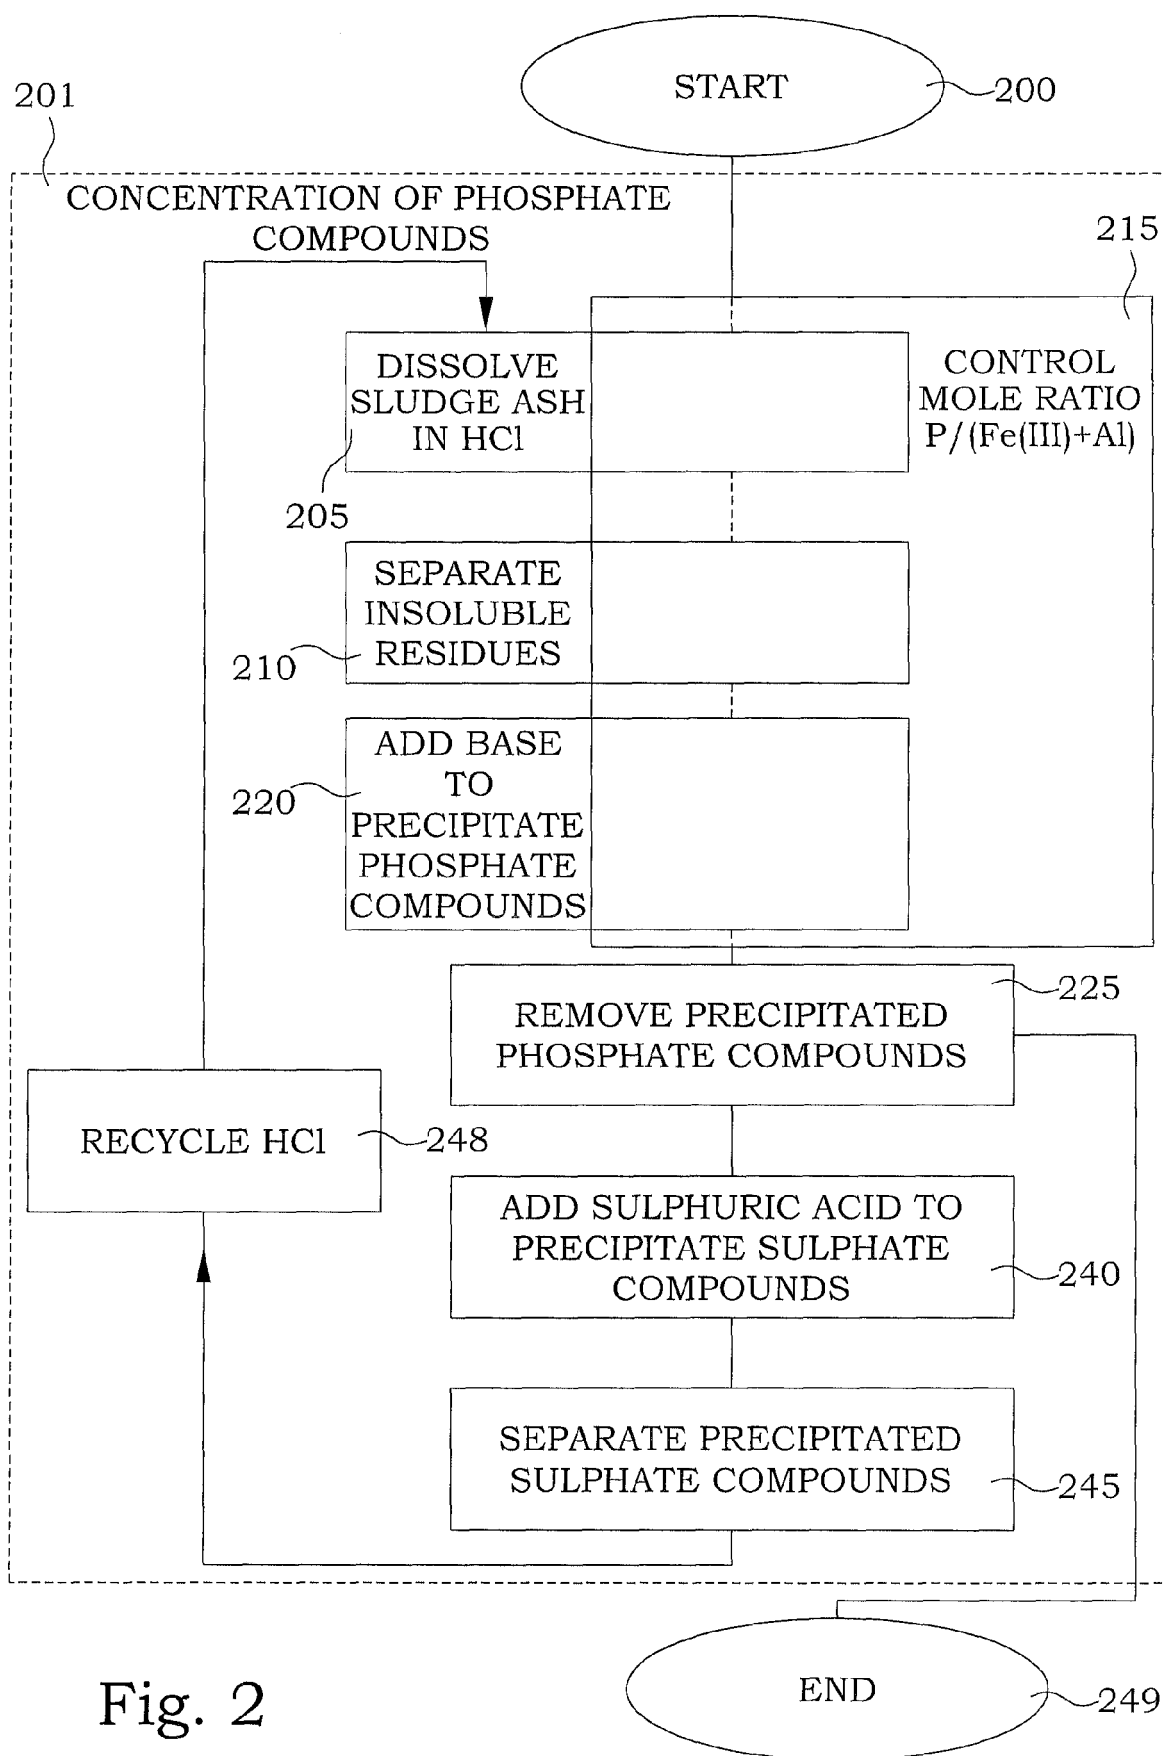 START
200
201
CONCENTRATION OF PHOSPHATE
COMPOUNDS
215
CONTROL
MOLE RATIO
P/(Fe(III)+Al)
DISSOLVE
SLUDGE ASH
IN HCl
205
SEPARATE
INSOLUBLE
RESIDUES
210
ADD BASE
TO
PRECIPITATE
PHOSPHATE
COMPOUNDS
220
REMOVE PRECIPITATED
PHOSPHATE COMPOUNDS
225
RECYCLE HCl
248
ADD SULPHURIC ACID TO
PRECIPITATE SULPHATE
COMPOUNDS
240
SEPARATE PRECIPITATED
SULPHATE COMPOUNDS
245
END
249
Fig. 2